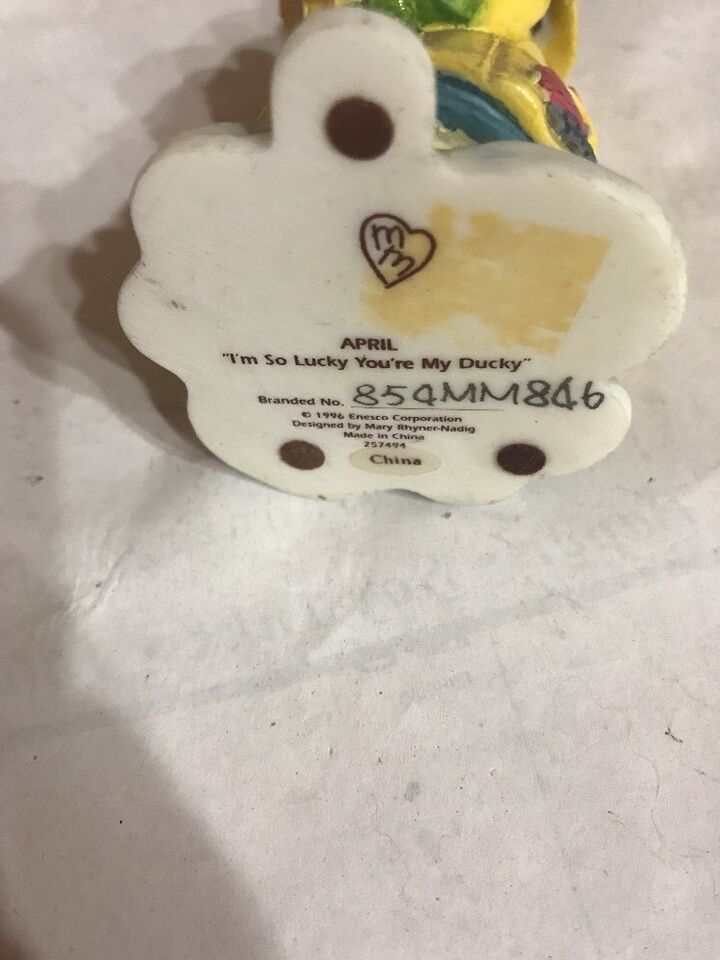 mm
APRIL
"I'm So Lucky You're My Ducky"
Branded No. 854MM846
© 1996 Enesco Corporation
Designed by Mary Rhyner-Nadig
Made in China
257494
China